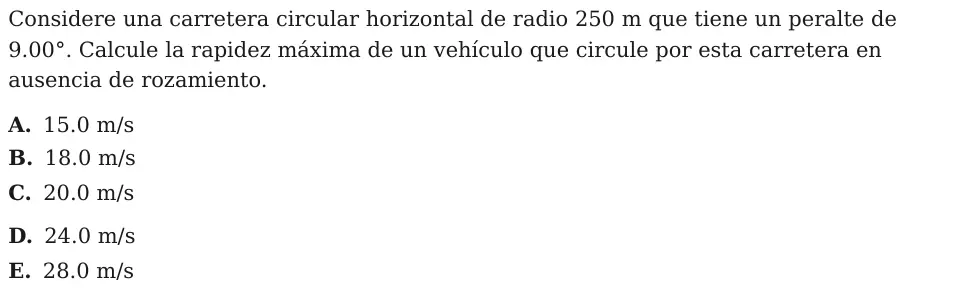 Considere una carretera circular horizontal de radio 250 m que tiene un peralte de
9.00°. Calcule la rapidez máxima de un vehículo que circule por esta carretera en
ausencia de rozamiento.
A. 15.0 m/s
B. 18.0 m/s
C. 20.0 m/s
D. 24.0 m/s
E. 28.0 m/s